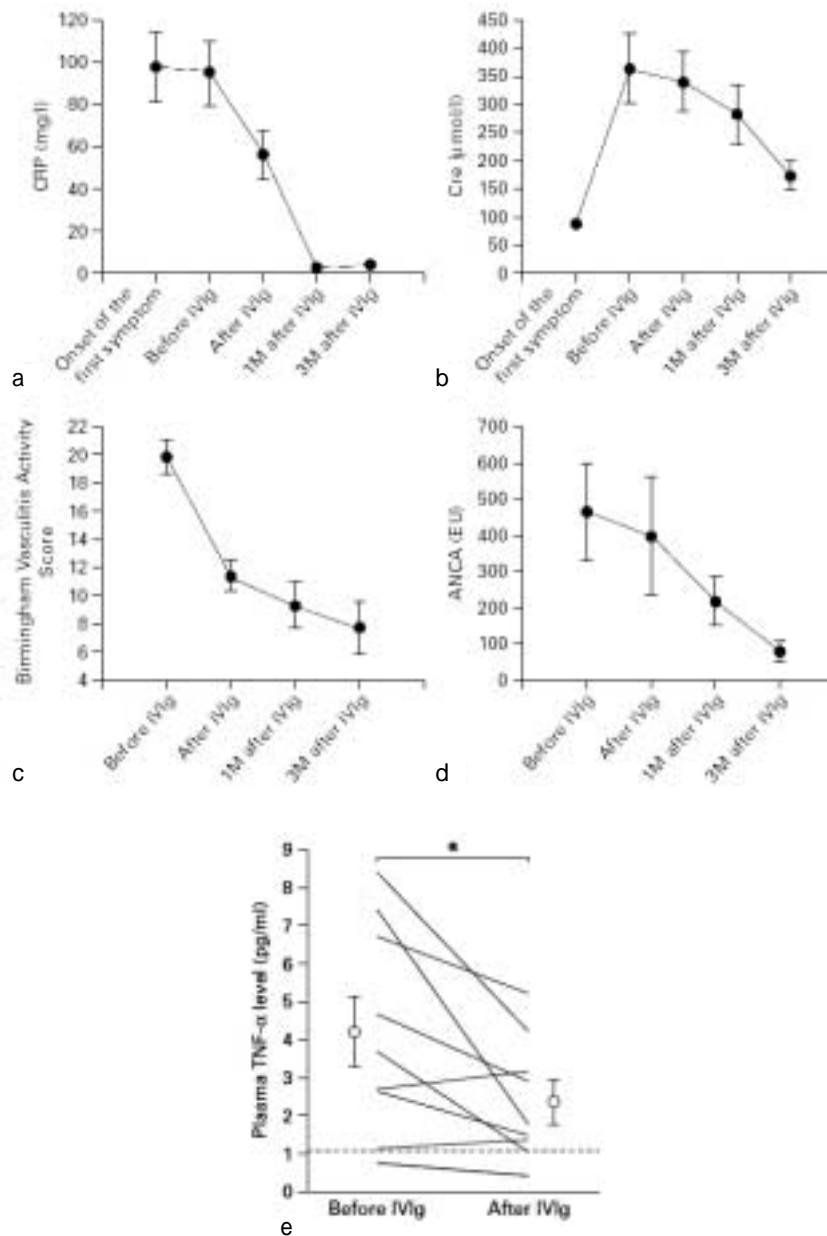 120
100
80
60
40
20
0
CRP (mg/l)
Onset of the
first symptom
Before IVIg
After IVIg
1M after IVIg
3M after IVIg
a
450
400
350
300
250
200
150
100
50
0
Cre (μmol/l)
Onset of the
first symptom
Before IVIg
After IVIg
1M after IVIg
3M after IVIg
b
22
20
18
16
14
12
10
8
6
4
Birmingham Vasculitis Activity
Score
Before IVIg
After IVIg
1M after IVIg
3M after IVIg
c
700
600
500
400
300
200
100
0
ANCA (EU)
Before IVIg
After IVIg
1M after IVIg
3M after IVIg
d
9
8
7
6
5
4
3
2
1
0
Plasma TNF-α level (pg/ml)
*
Before IVIg
After IVIg
e